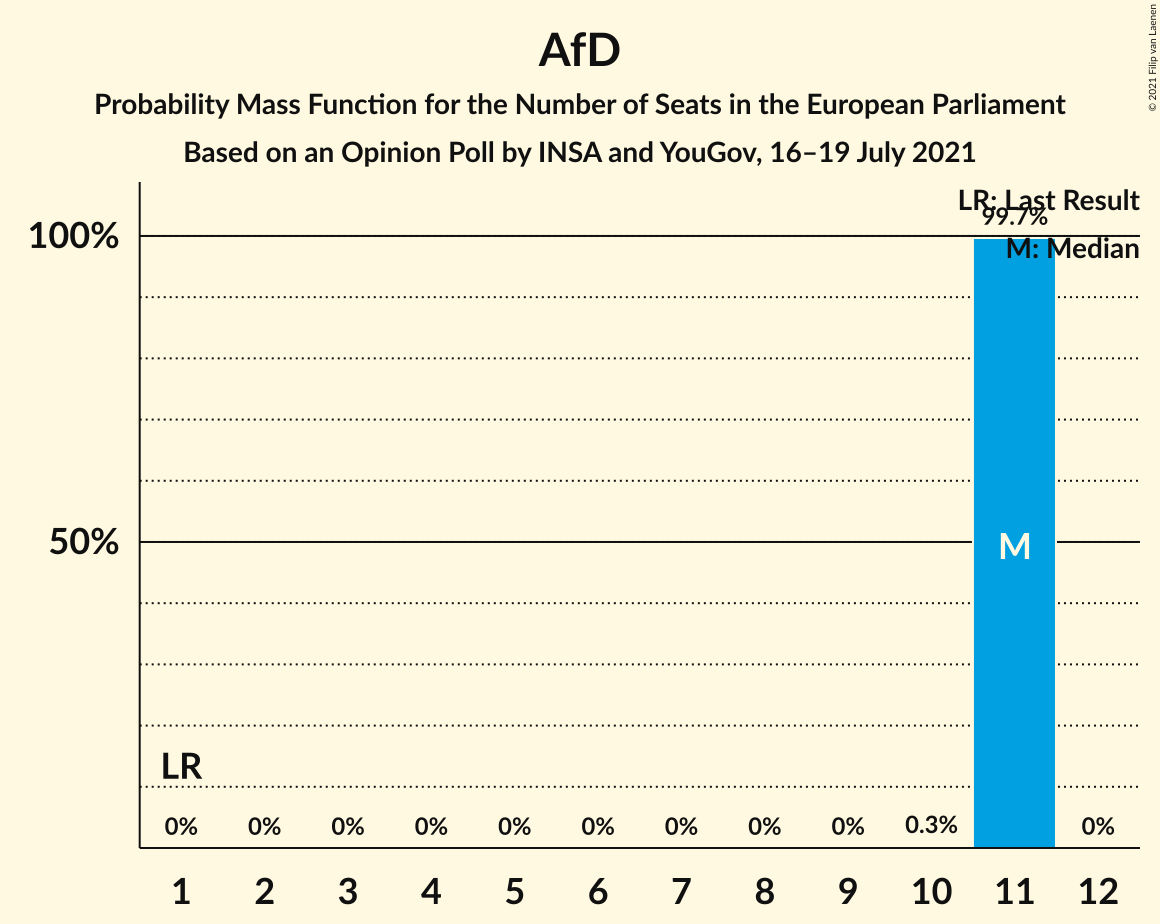 AfD
Probability Mass Function for the Number of Seats in the European Parliament
Based on an Opinion Poll by INSA and YouGov, 16–19 July 2021
© 2021 Filip van Laenen
LR: Last Result
99.7%
M: Median
100%
50%
M
LR
0% 0% 0% 0% 0% 0% 0% 0% 0% 0.3% 0%
1 2 3 4 5 6 7 8 9 10 11 12